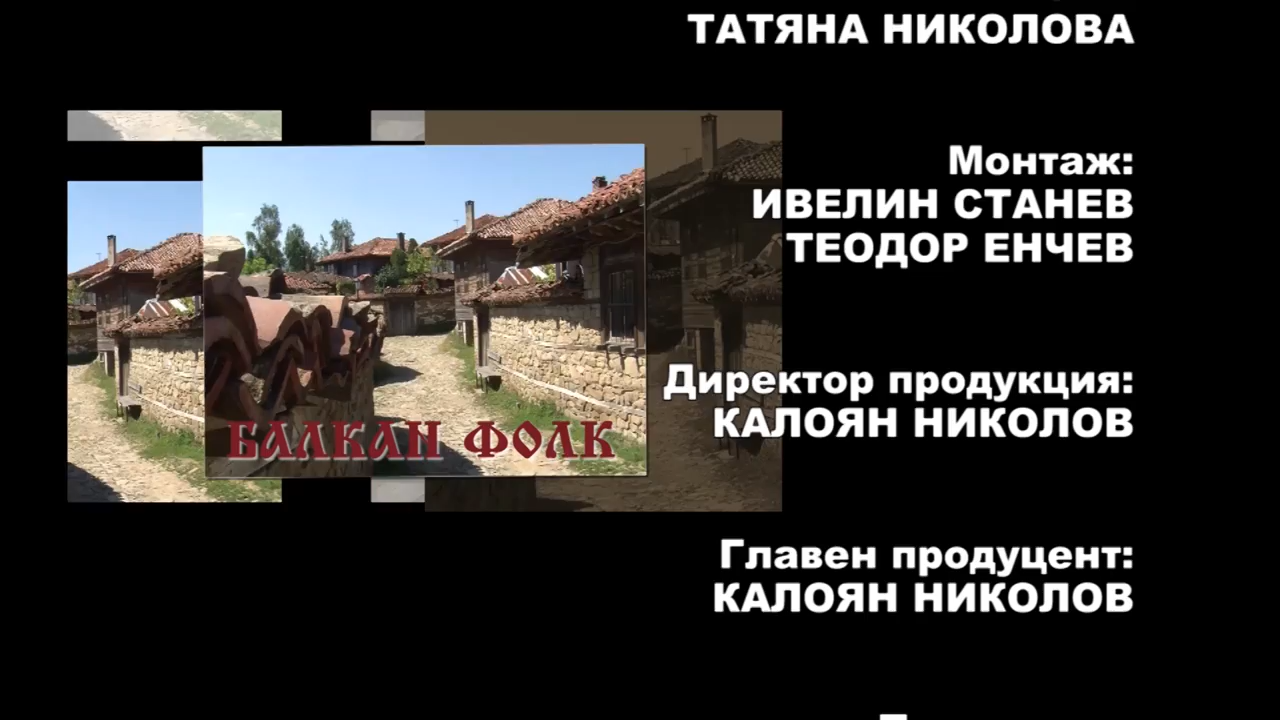 ТАТЯНА НИКОЛОВА
Монтаж:
ИВЕЛИН СТАНЕВ
ТЕОДОР ЕНЧЕВ
Директор продукция:
КАЛОЯН НИКОЛОВ
БАЛКАН ФОЛК
Главен продуцент:
КАЛОЯН НИКОЛОВ